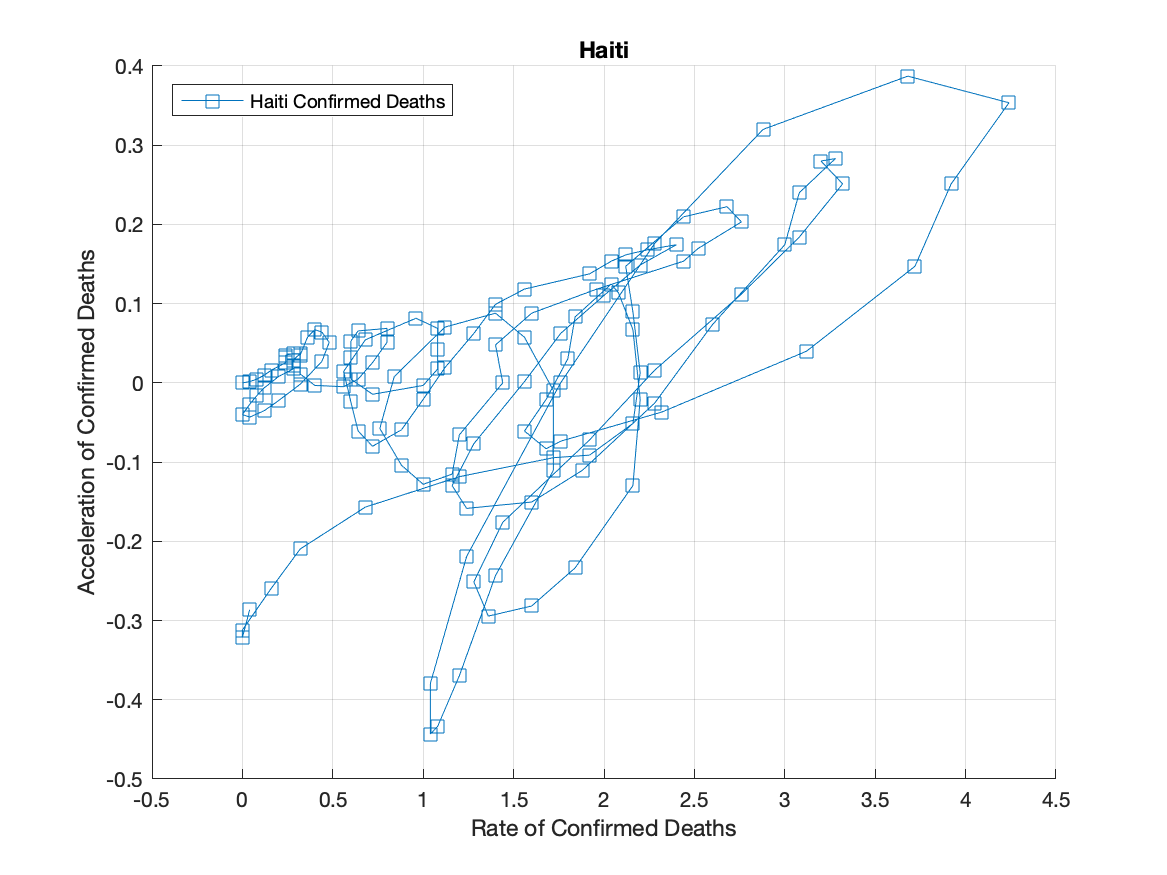 Haiti
Haiti Confirmed Deaths
Acceleration of Confirmed Deaths
0.4
0.3
0.2
0.1
0
-0.1
-0.2
-0.3
-0.4
-0.5
-0.5 0 0.5 1 1.5 2 2.5 3 3.5 4 4.5
Rate of Confirmed Deaths